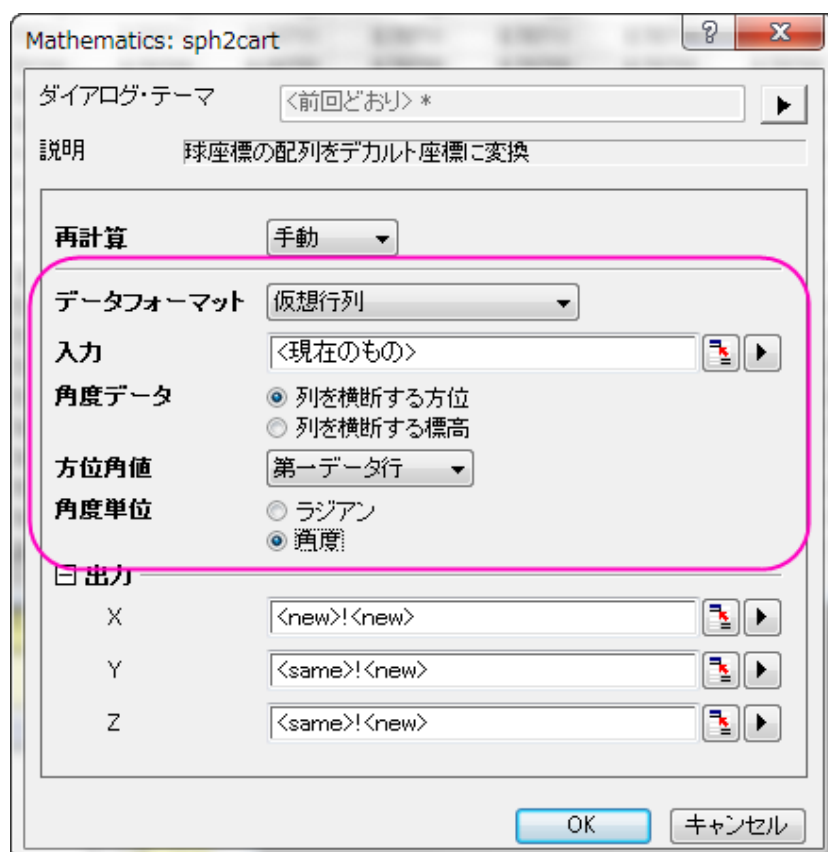 Mathematics: sph2cart
ダイアログ・テーマ <前回どおり> *
説明 球座標の配列をデカルト座標に変換
再計算 手動
データフォーマット 仮想行列
入力 <現在のもの>
角度データ 列を横断する方位
列を横断する標高
方位角値 第一データ行
角度単位 ラジアン
角度
出力
X <new>!<new>
Y <same>!<new>
Z <same>!<new>
OK キャンセル